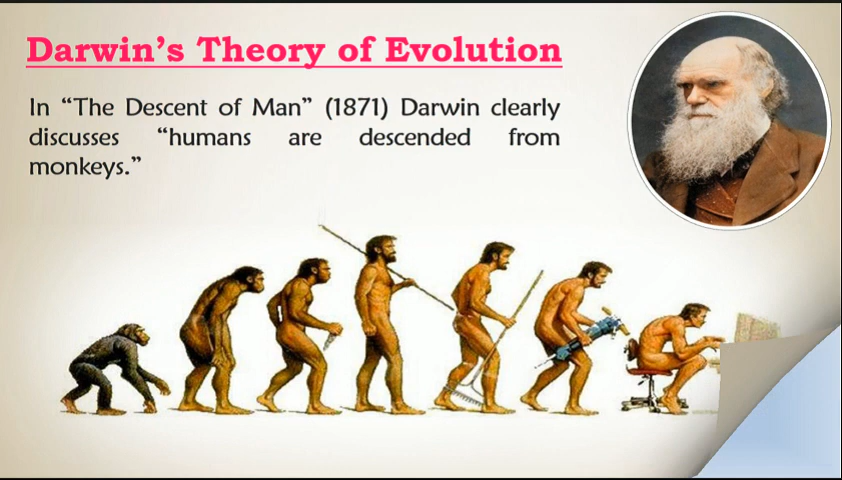 Darwin’s Theory of Evolution
In “The Descent of Man” (1871) Darwin clearly
discusses “humans are descended from
monkeys.”